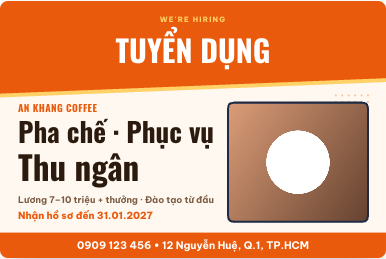 WE'RE HIRING
TUYỂN DỤNG
AN KHANG COFFEE
Pha chế · Phục vụ
Thu ngân
Lương 7–10 triệu + thưởng · Đào tạo từ đầu
Nhận hồ sơ đến 31.01.2027
0909 123 456 • 12 Nguyễn Huệ, Q.1, TP.HCM